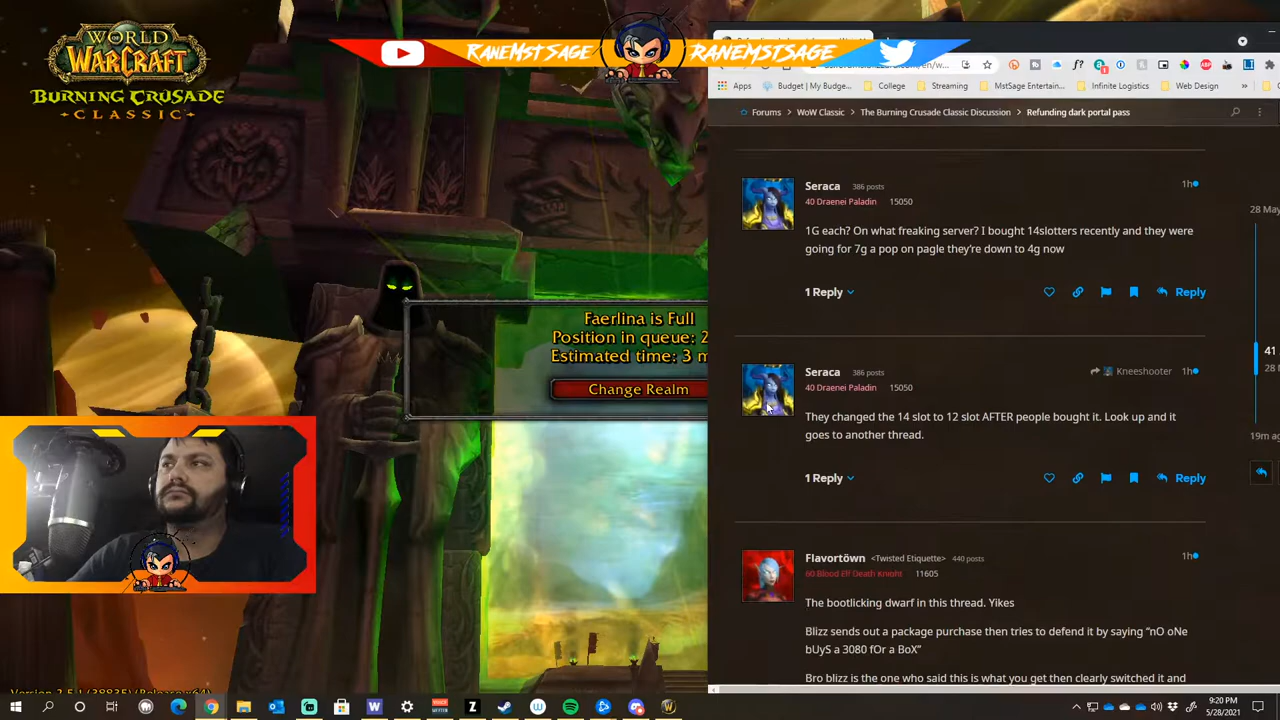 WORLD
OF
WARCRAFT
BURNING CRUSADE
CLASSIC
RANEMSTSAGE
RANEMSTSAGE
Apps
Budget | My Budge...
College
Streaming
MstSage Entertain...
Infinite Logistics
Web Design
»
Forums > WoW Classic > The Burning Crusade Classic Discussion > Refunding dark portal pass
Seraca 386 posts
1h
40 Draenei Paladin 15050
28 May
1G each? On what freaking server? I bought 14slotters recently and they were
going for 7g a pop on pagle they're down to 4g now
1 Reply
Reply
Faerlina is Full
Position in queue: 2
Estimated time: 3 m
Change Realm
41
28
Seraca 386 posts
Kneeshooter 1h
40 Draenei Paladin 15050
They changed the 14 slot to 12 slot AFTER people bought it. Look up and it
goes to another thread.
19m ag
1 Reply
Reply
Flavortöwn <Twisted Etiquette> 440 posts
1h
60 Blood Elf Death Knight 11605
The bootlicking dwarf in this thread. Yikes
Blizz sends out a package purchase then tries to defend it by saying “nO oNe
bUyS a 3080 fOr a BoX”
Bro blizz is the one who said this is what you get then clearly switched it and
Version 2.5.1 (38835) (Release x64)
9:20 PM
5/28/2021